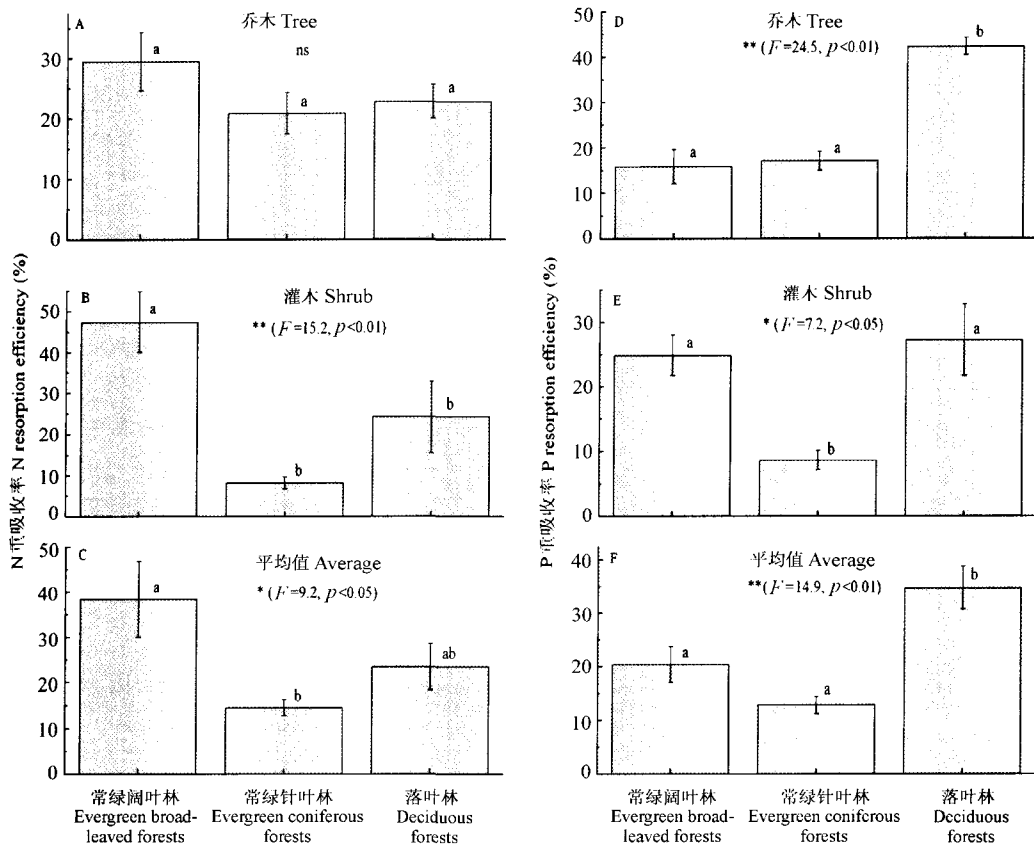 N 重吸收率 N resorption efficiency (%)
A
乔木 Tree
ns
30
20
10
0
a
a
a
B
灌木 Shrub
** (F=15.2, p<0.01)
50
40
30
20
10
0
a
b
b
C
平均值 Average
* (F=9.2, p<0.05)
50
40
30
20
10
0
a
b
ab
常绿阔叶林
Evergreen broad-
leaved forests
常绿针叶林
Evergreen coniferous
forests
落叶林
Deciduous
forests
P 重吸收率 P resorption efficiency (%)
D
乔木 Tree
** (F=24.5, p<0.01)
50
40
30
20
10
0
a
a
b
E
灌木 Shrub
* (F=7.2, p<0.05)
30
20
10
0
a
b
a
F
平均值 Average
**(F=14.9, p<0.01)
40
30
20
10
0
a
a
b
常绿阔叶林
Evergreen broad-
leaved forests
常绿针叶林
Evergreen coniferous
forests
落叶林
Deciduous
forests